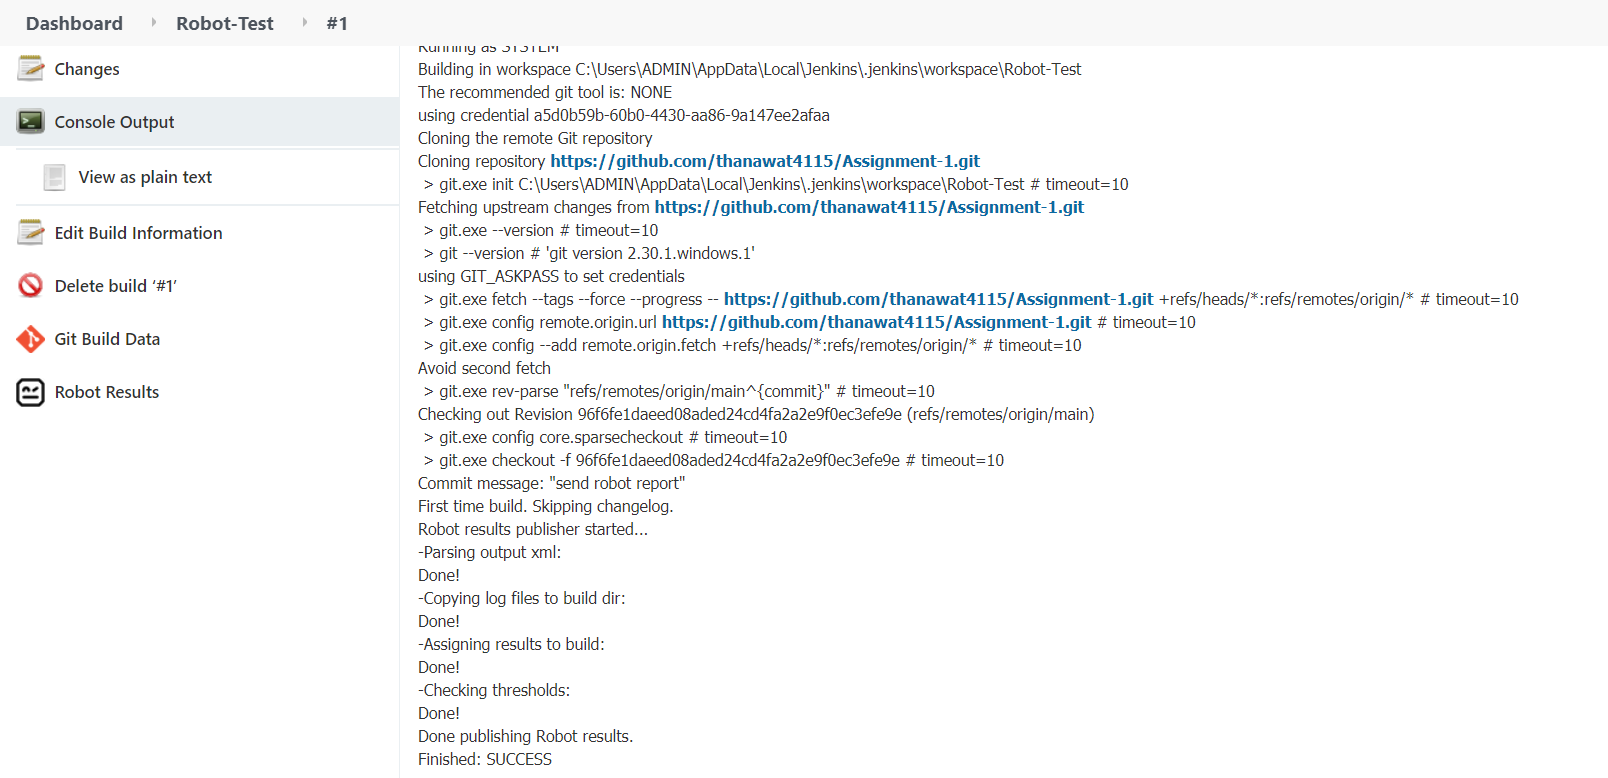 Dashboard Robot-Test #1
Changes
Console Output
View as plain text
Edit Build Information
Delete build ‘#1’
Git Build Data
Robot Results
Running as SYSTEM
Building in workspace C:\Users\ADMIN\AppData\Local\Jenkins\.jenkins\workspace\Robot-Test
The recommended git tool is: NONE
using credential a5d0b59b-60b0-4430-aa86-9a147ee2afaa
Cloning the remote Git repository
Cloning repository https://github.com/thanawat4115/Assignment-1.git
> git.exe init C:\Users\ADMIN\AppData\Local\Jenkins\.jenkins\workspace\Robot-Test # timeout=10
Fetching upstream changes from https://github.com/thanawat4115/Assignment-1.git
> git.exe --version # timeout=10
> git --version # 'git version 2.30.1.windows.1'
using GIT_ASKPASS to set credentials
> git.exe fetch --tags --force --progress -- https://github.com/thanawat4115/Assignment-1.git +refs/heads/*:refs/remotes/origin/* # timeout=10
> git.exe config remote.origin.url https://github.com/thanawat4115/Assignment-1.git # timeout=10
> git.exe config --add remote.origin.fetch +refs/heads/*:refs/remotes/origin/* # timeout=10
Avoid second fetch
> git.exe rev-parse "refs/remotes/origin/main^{commit}" # timeout=10
Checking out Revision 96f6fe1daeed08aded24cd4fa2a2e9f0ec3efe9e (refs/remotes/origin/main)
> git.exe config core.sparsecheckout # timeout=10
> git.exe checkout -f 96f6fe1daeed08aded24cd4fa2a2e9f0ec3efe9e # timeout=10
Commit message: "send robot report"
First time build. Skipping changelog.
Robot results publisher started...
-Parsing output xml:
Done!
-Copying log files to build dir:
Done!
-Assigning results to build:
Done!
-Checking thresholds:
Done!
Done publishing Robot results.
Finished: SUCCESS